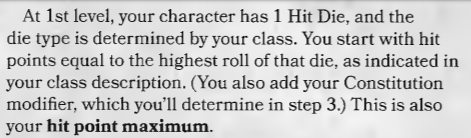 At 1st level, your character has 1 Hit Die, and the
die type is determined by your class. You start with hit
points equal to the highest roll of that die, as indicated in
your class description. (You also add your Constitution
modifier, which you'll determine in step 3.) This is also
your hit point maximum.